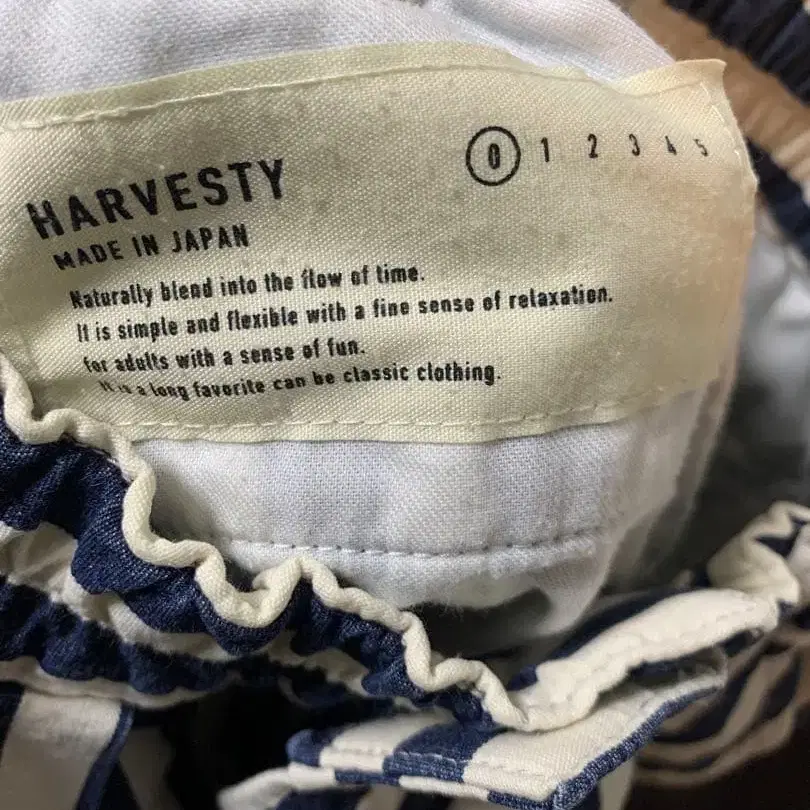 0 1 2 3 4 5
HARVESTY
MADE IN JAPAN
Naturally blend into the flow of time.
It is simple and flexible with a fine sense of relaxation.
for adults with a sense of fun.
It is a long favorite can be classic clothing.